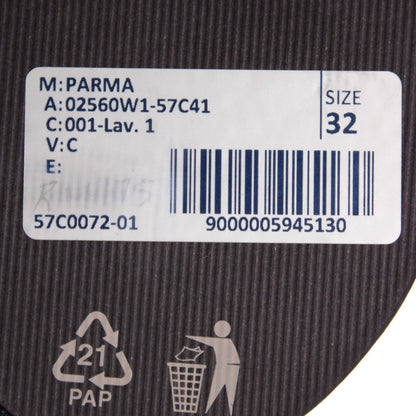 M:PARMA
A:02560W1-57C41
C:001-Lav. 1
V:C
E:
SIZE
32
57C0072-01
9000005945130
21
PAP